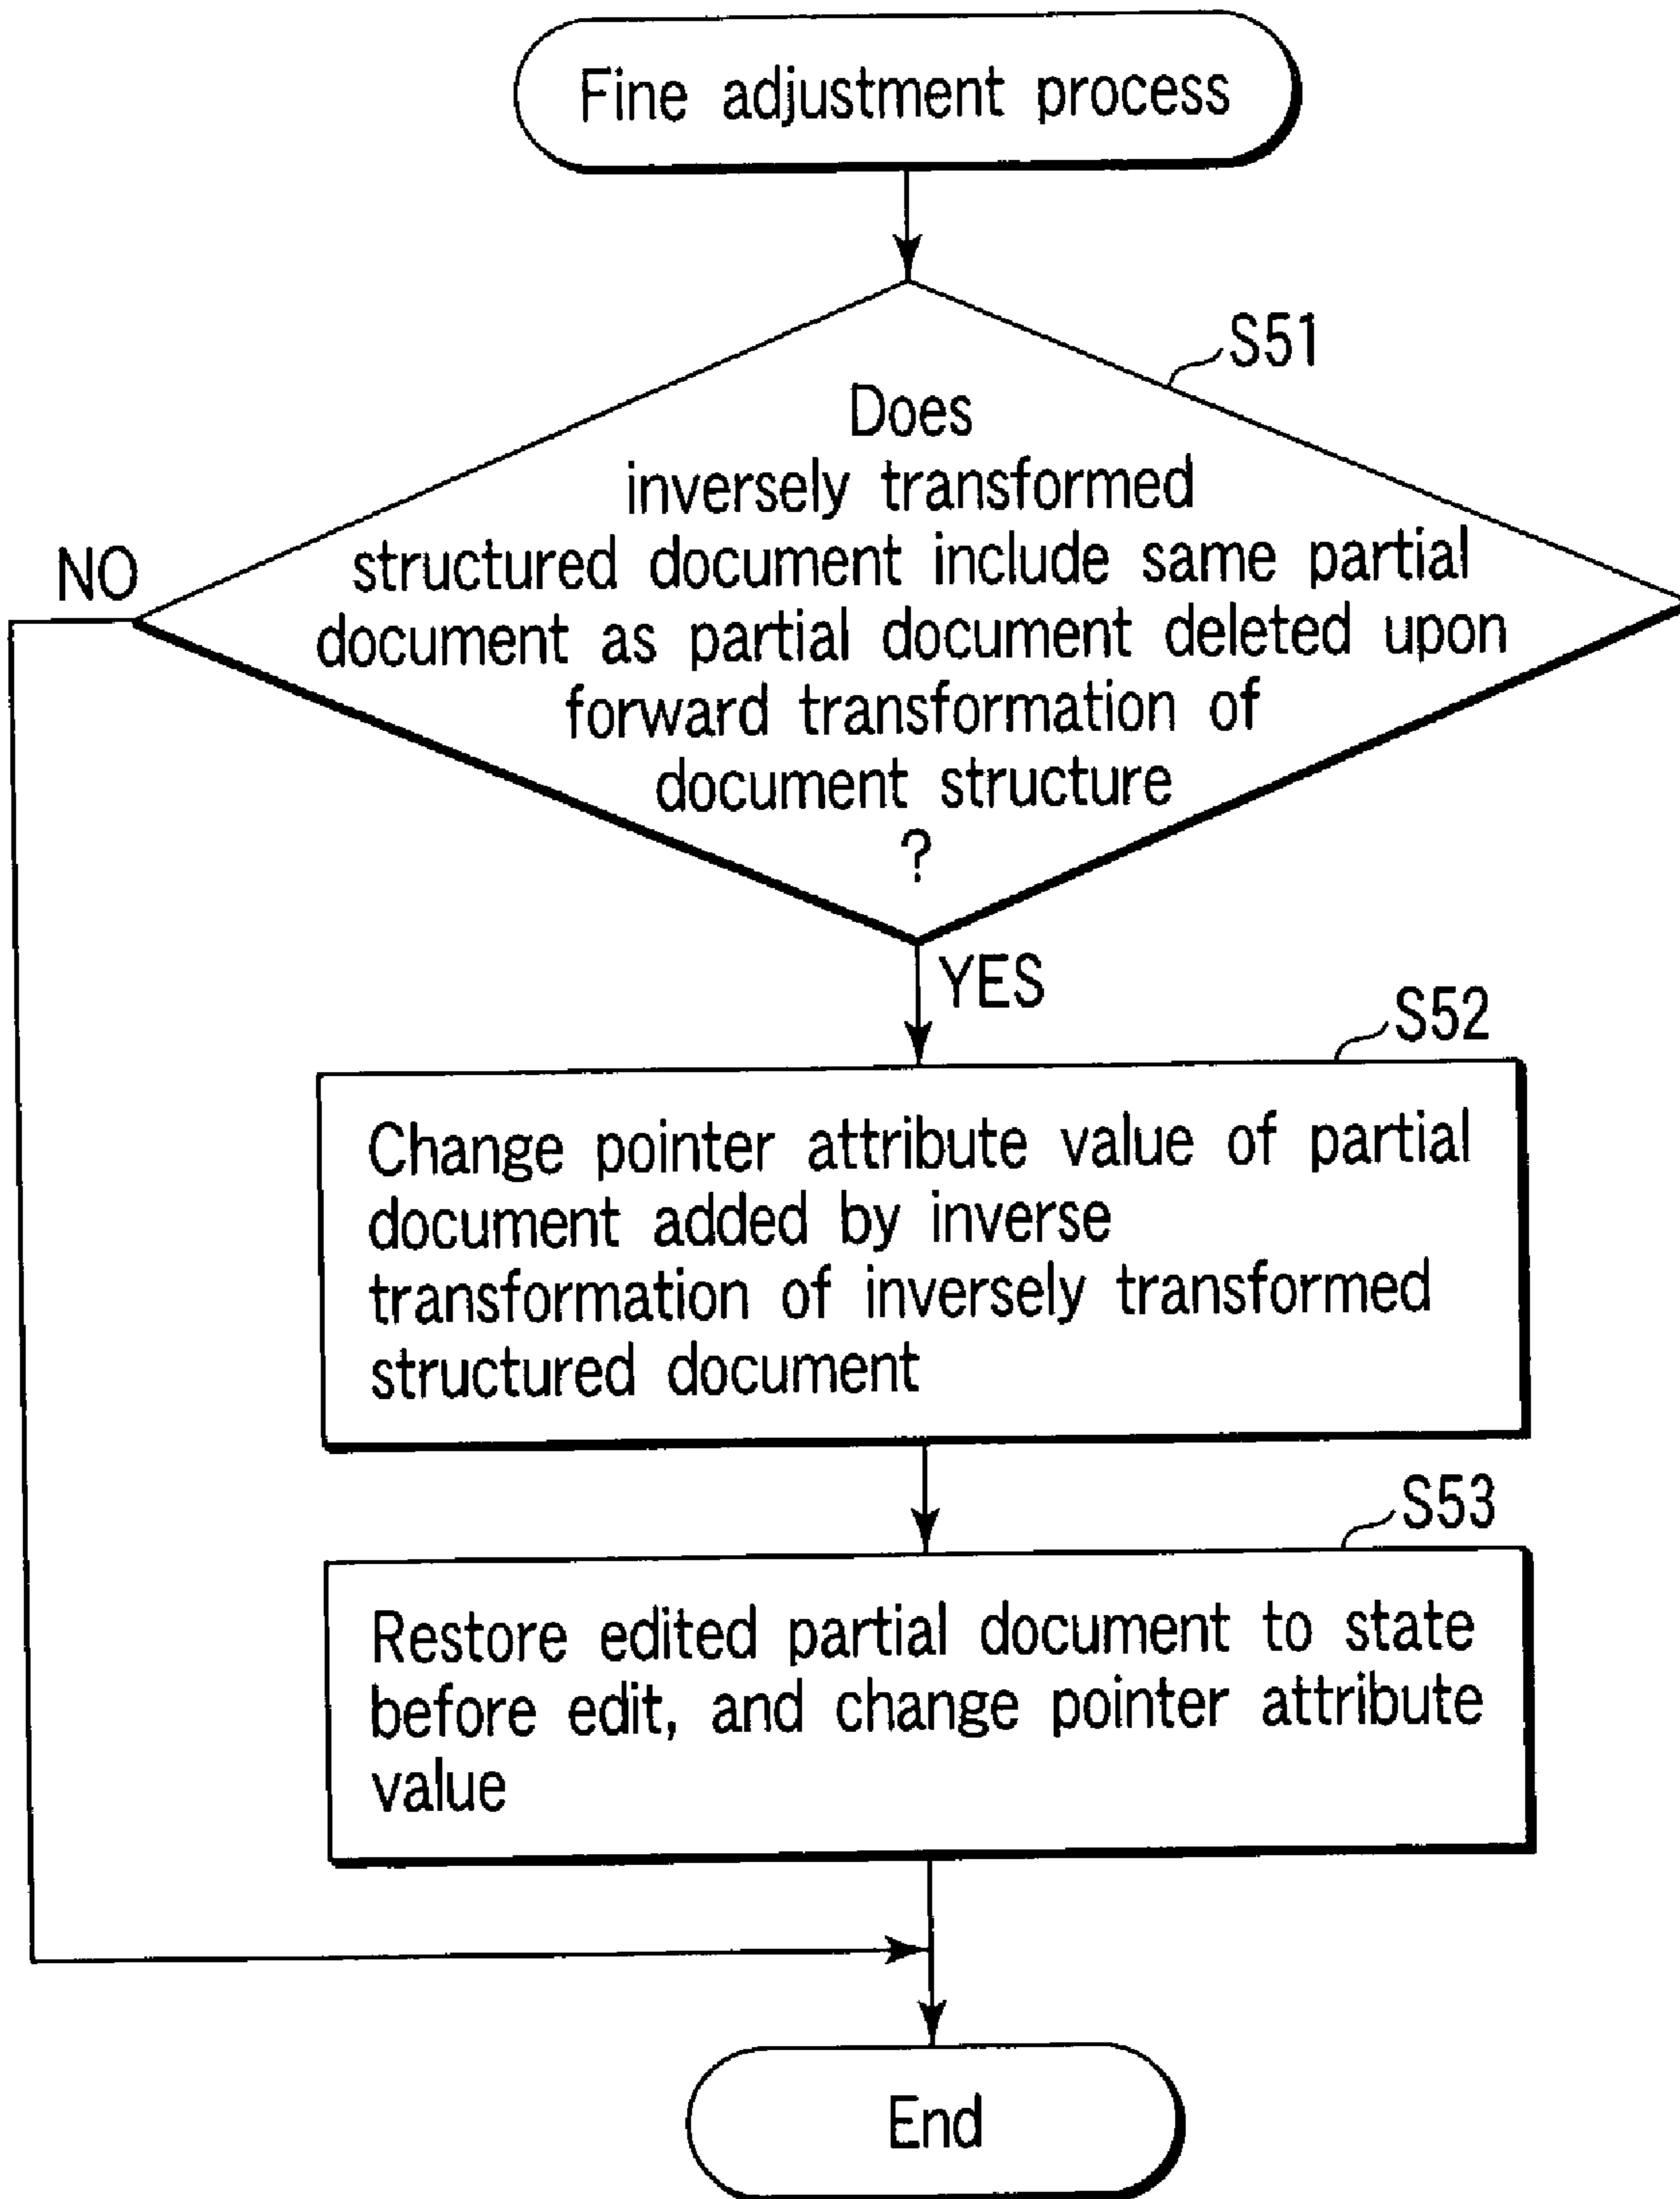 Fine adjustment process
S51
Does
inversely transformed
structured document include same partial
document as partial document deleted upon
forward transformation of
document structure
?
NO
YES
S52
Change pointer attribute value of partial
document added by inverse
transformation of inversely transformed
structured document
S53
Restore edited partial document to state
before edit, and change pointer attribute
value
End